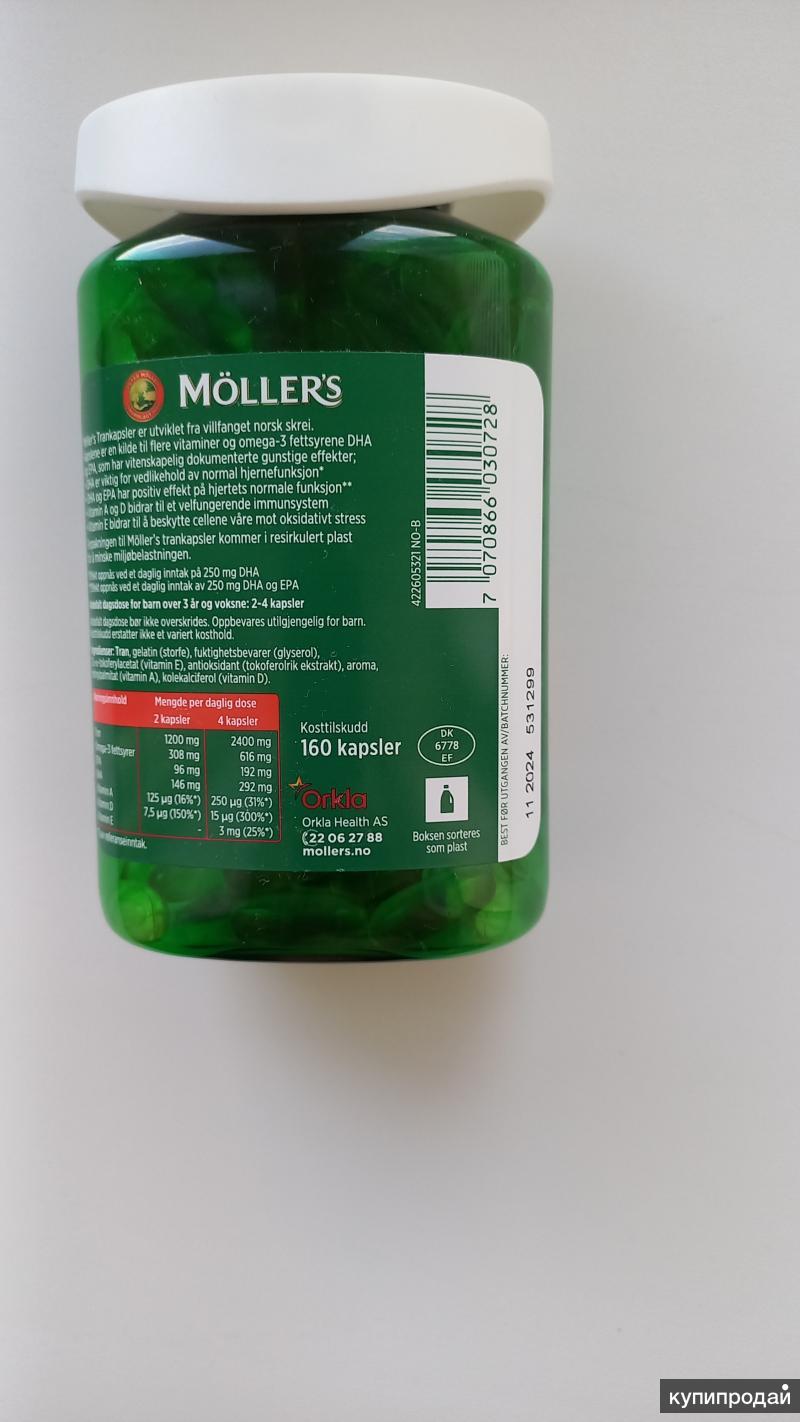 MÖLLER'S
Trankapsler er utviklet fra villfanget norsk skrei.
er en kilde til flere vitaminer og omega-3 fettsyrene DHA
EPA, som har vitenskapelig dokumenterte gunstige effekter;
er viktig for vedlikehold av normal hjernefunksjon*
og EPA har positiv effekt på hjertets normale funksjon**
A og D bidrar til et velfungerende immunsystem
E bidrar til å beskytte cellene våre mot oksidativt stress
til Möller's trankapsler kommer i resirkulert plast
å minske miljøbelastningen.
oppnås ved et daglig inntak på 250 mg DHA
oppnås ved et daglig inntak av 250 mg DHA og EPA
dagsdose for barn over 3 år og voksne: 2-4 kapsler
dagsdose bør ikke overskrides. Oppbevares utilgjengelig for barn.
erstatter ikke et variert kosthold.
Tran, gelatin (storfe), fuktighetsbevarer (glyserol),
(vitamin E), antioksidant (tokoferolrik ekstrakt), aroma,
(vitamin A), kolekalciferol (vitamin D).
Mengde per daglig dose
2 kapsler 4 kapsler
1200 mg 2400 mg
fettsyrer 308 mg 616 mg
96 mg 192 mg
146 mg 292 mg
A 125 µg (16%*) 250 µg (31%*)
D 7,5 µg (150%*) 15 µg (300%*)
E - 3 mg (25%*)
Kosttilskudd
160 kapsler
DK
6778
EF
Orkla
Orkla Health AS
22 06 27 88
mollers.no
Boksen sorteres
som plast
422605321 NO-B
7 070866 030728
BEST FØR UTGANGEN AV/BATCHNUMMER:
11 2024 531299
купипродай